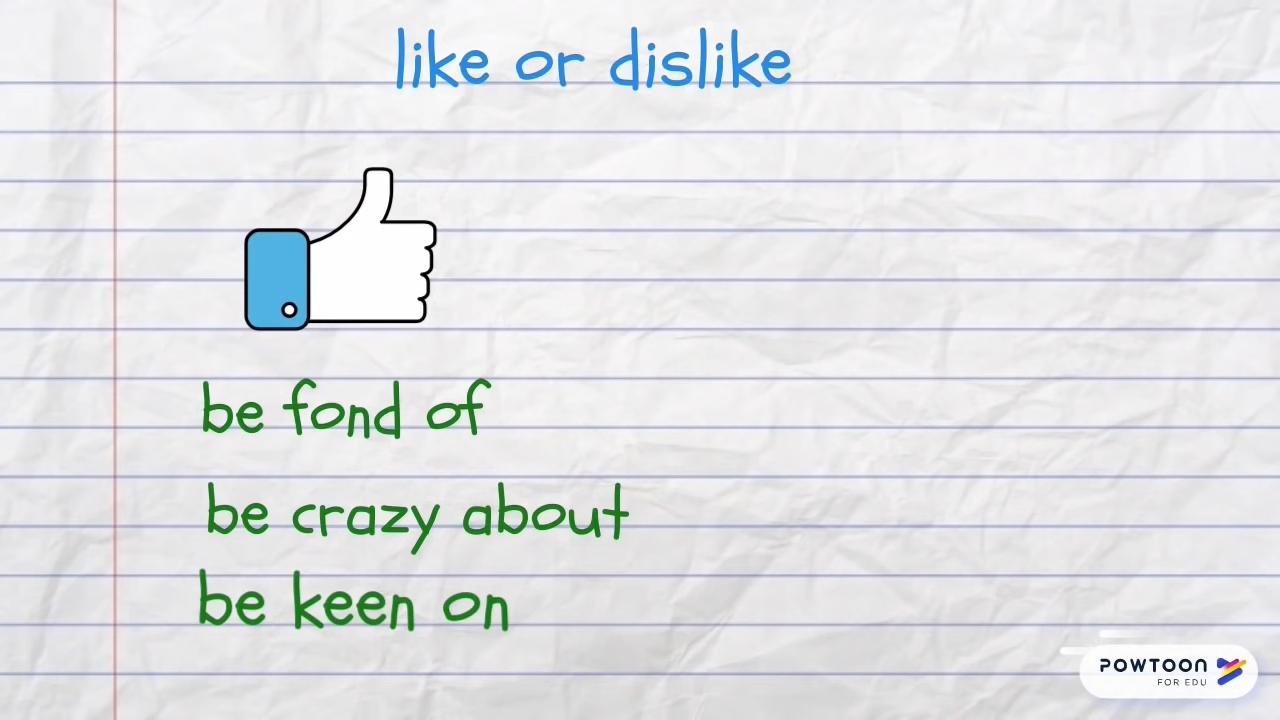 like or dislike
be fond of
be crazy about
be keen on
POWTOON
FOR EDU